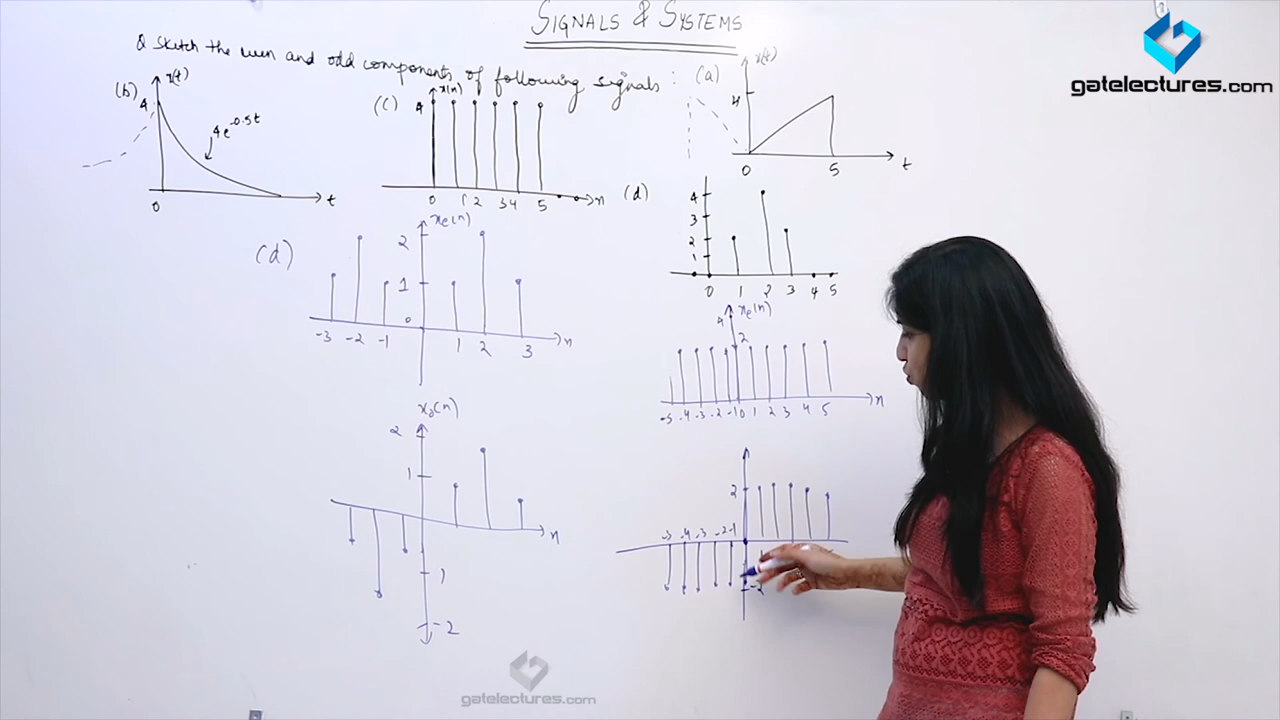 SIGNALS & SYSTEMS
Q Sketch the even and odd components of following signals : (a)
x(t)
4
0 5 t
(b) x(t)
4
4e^-0.5t
0 t
(c) x(n)
4
0 1 2 3 4 5 n
(d)
4
3
2
1
0 1 2 3 4 5
(d) xe(n)
2
1
0
-3 -2 -1 1 2 3 n
xo(n)
2
1
n
1
-2
xe(n)
4
2
-5 -4 -3 -2 -1 0 1 2 3 4 5 n
2
-5 -4 -3 -2 -1
-2
gatelectures.com
gatelectures.com